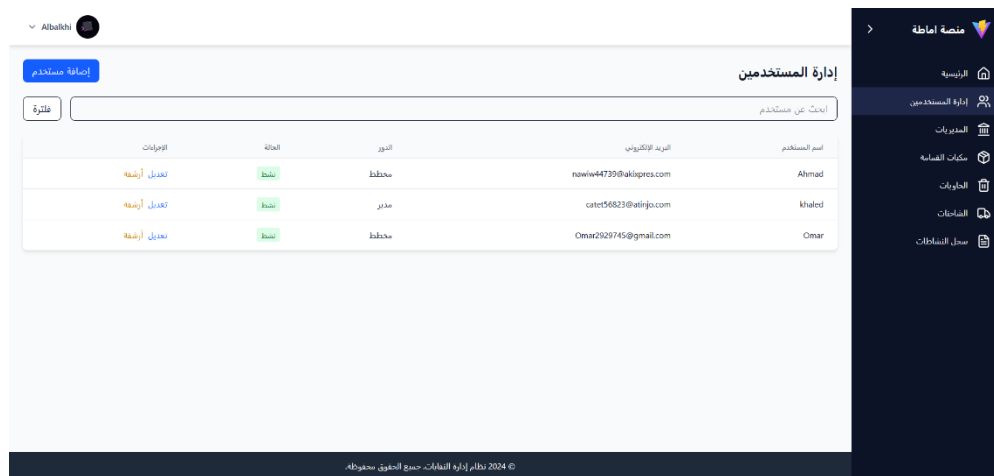 منصة اماطة
Albalkhi
الرئيسية
إدارة المستخدمين
المديريات
مكبات القمامة
الحاويات
الشاحنات
سجل النشاطات
إدارة المستخدمين
إضافة مستخدم
ابحث عن مستخدم
فلترة
اسم المستخدم البريد الإلكتروني الدور الحالة الإجراءات
Ahmad nawiw44739@akixpres.com مخطط نشط تعديل أرشفة
khaled catet56823@atinjo.com مدير نشط تعديل أرشفة
Omar Omar2929745@gmail.com مخطط نشط تعديل أرشفة
© 2024 نظام إدارة النفايات. جميع الحقوق محفوظة.